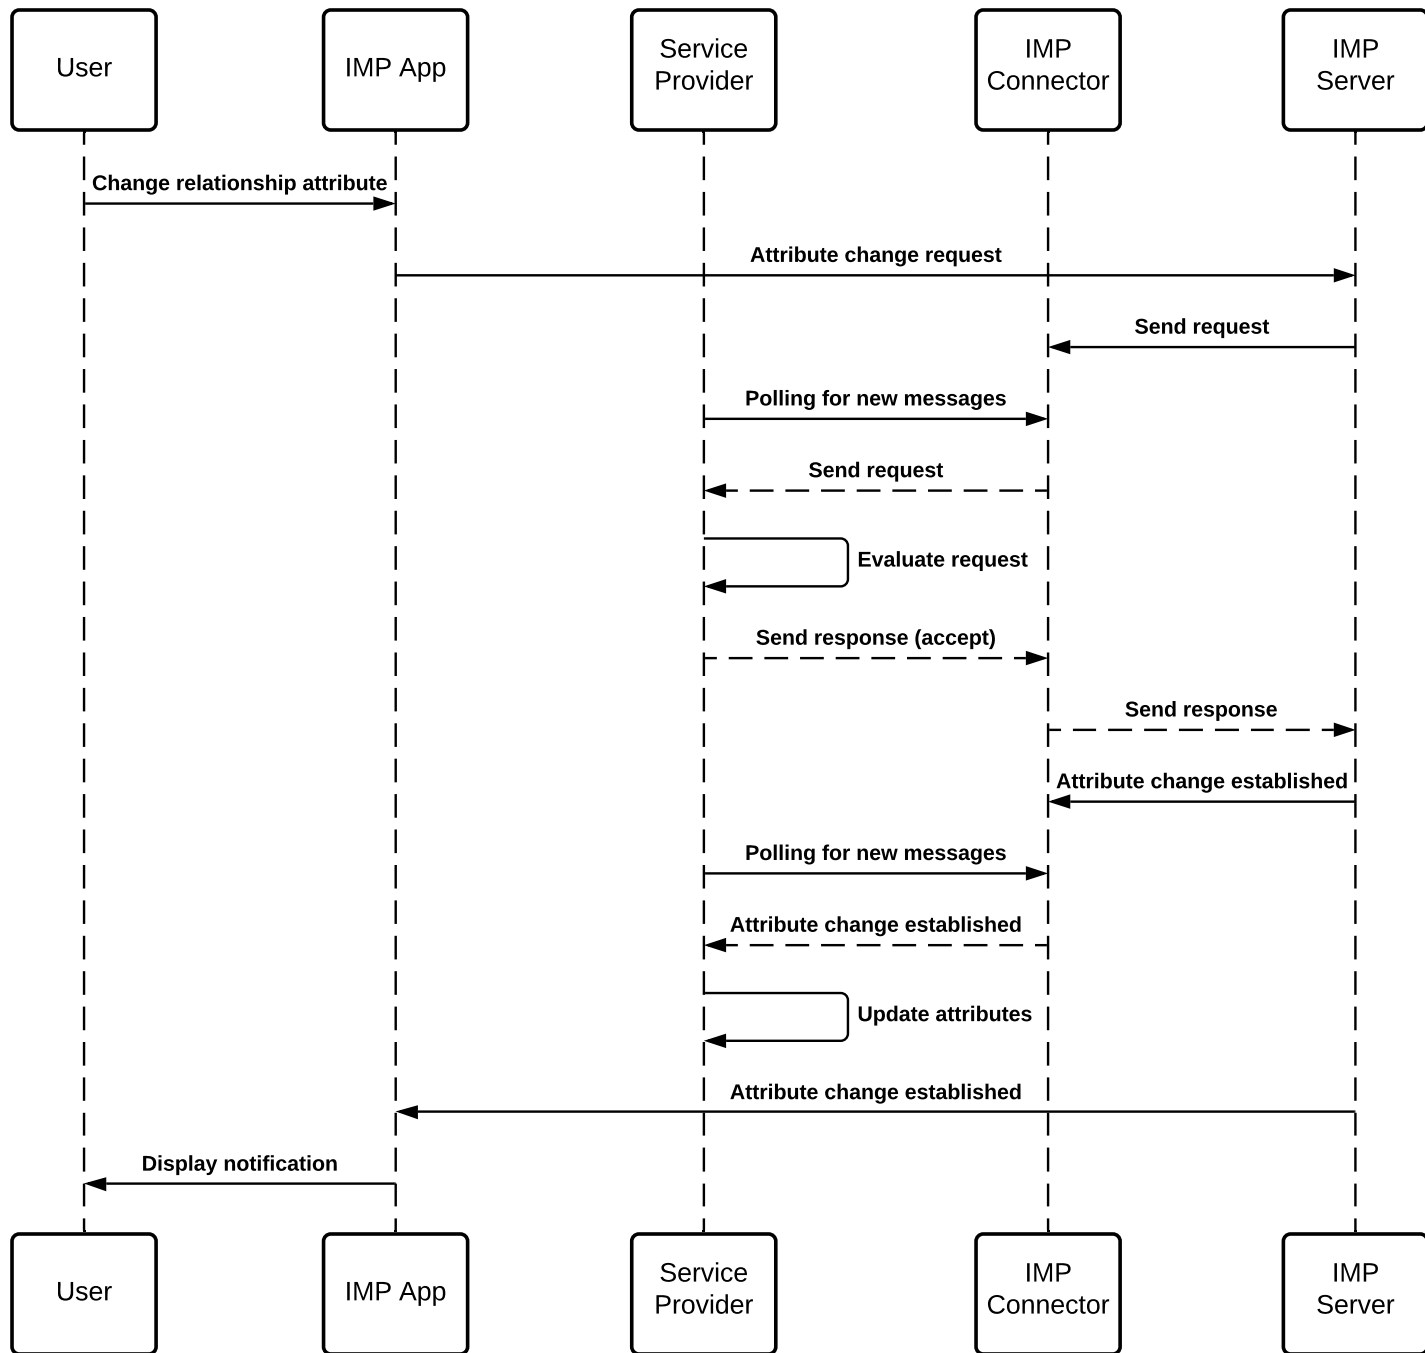 User
IMP App
Service
Provider
IMP
Connector
IMP
Server
Change relationship attribute
Attribute change request
Send request
Polling for new messages
Send request
Evaluate request
Send response (accept)
Send response
Attribute change established
Polling for new messages
Attribute change established
Update attributes
Attribute change established
Display notification
User
IMP App
Service
Provider
IMP
Connector
IMP
Server